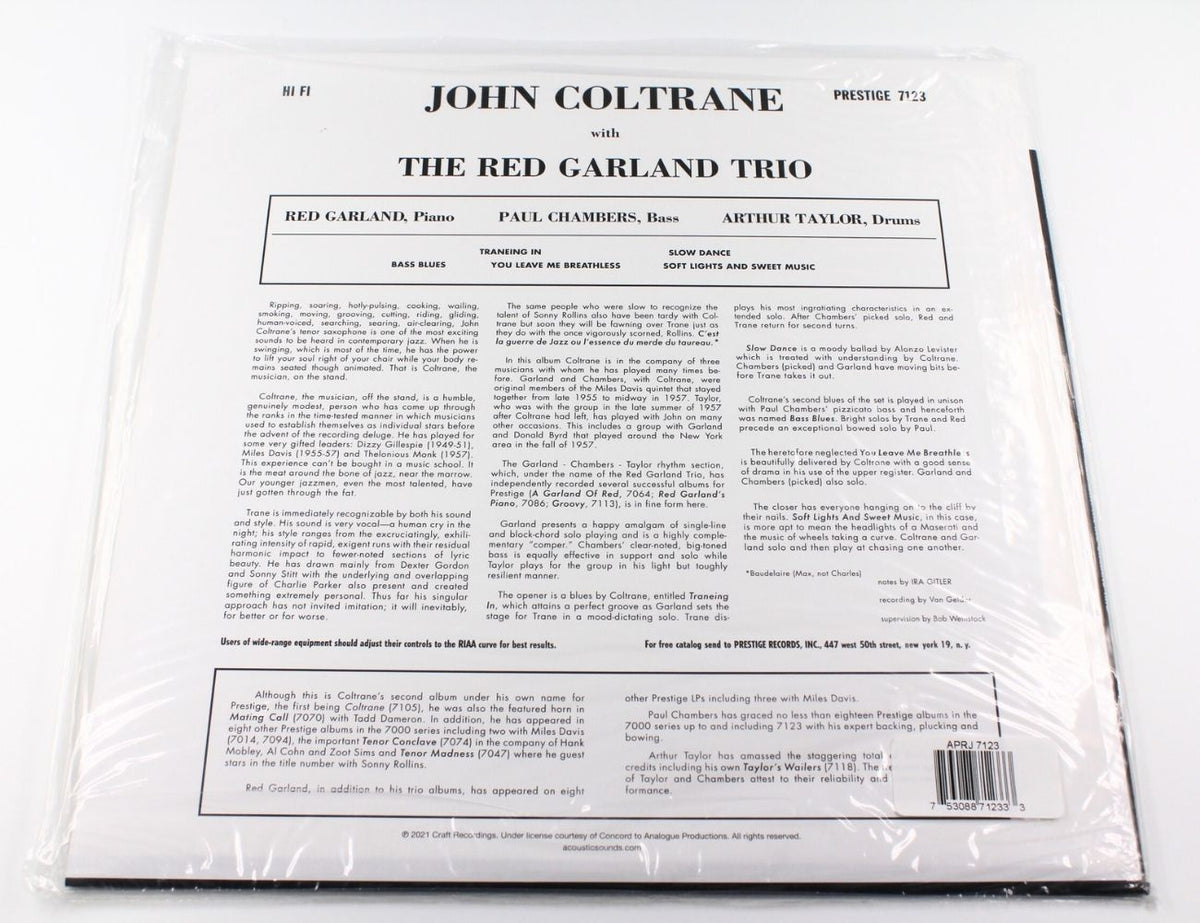 HI FI
JOHN COLTRANE
PRESTIGE 7123
with
THE RED GARLAND TRIO
RED GARLAND, Piano
PAUL CHAMBERS, Bass
ARTHUR TAYLOR, Drums
TRANEING IN
SLOW DANCE
BASS BLUES
YOU LEAVE ME BREATHLESS
SOFT LIGHTS AND SWEET MUSIC
Ripping, soaring, hotly-pulsing, cooking, wailing,
smoking, moving, grooving, cutting, riding, gliding,
human-voiced, searching, searing, airclearing, John
Coltrane's tenor saxophone is one of the most exciting
sounds to be heard in contemporary jazz. When he is
swinging, which is most of the time, he has the power
to lift your soul right of your chair while your body re-
mains seated though animated. That is Coltrane, the
musician, on the stand.
Coltrane, the musician, off the stand, is a humble,
genuinely modest, person who has come up through
the ranks in the time-tested manner in which musicians
used to establish themselves as individual stars before
the advent of the recording deluge. He has played for
some very gifted leaders: Dizzy Gillespie (1949-51),
Miles Davis (1955-57) and Thelonious Monk (1957).
This experience can't be bought in a music school. It
is the meat around the bone of jazz, near the marrow.
Our younger jazzmen, even the most talented, have
just gotten through the fat.
Trane is immediately recognizable by both his sound
and style. His sound is very vocal—a human cry in the
night; his style ranges from the excruciatingly, exhili-
rating intensity of rapid, exigent runs with their residual
harmonic impact to fewer-noted sections of lyric
beauty. He has drawn mainly from Dexter Gordon
and Sonny Stitt with the underlying and overlapping
figure of Charlie Parker also present and created
something extremely personal. Thus far his singular
approach has not invited imitation; it will inevitably,
for better or for worse.
The same people who were slow to recognize the
talent of Sonny Rollins also have been tardy with Col-
trane but soon they will be fawning over Trane just as
they do with the once vigorously scorned, Rollins. C'est
la guerre de Jazz ou l'essence du merde du taureau.*
In this album Coltrane is in the company of three
musicians with whom he has played many times be-
fore. Garland and Chambers, with Coltrane, were
original members of the Miles Davis quintet that stayed
together from late 1955 to midway in 1957. Taylor,
who was with the group in the late summer of 1957
after Coltrane had left, has played with John on many
other occasions. This includes a group with Garland
and Donald Byrd that played around the New York
area in the fall of 1957.
The Garland - Chambers - Taylor rhythm section,
which, under the name of the Red Garland Trio, has
independently recorded several successful albums for
Prestige (A Garland Of Red, 7064; Red Garland's
Piano, 7086; Groovy, 7113), is in fine form here.
Garland presents a happy amalgam of single-line
and block-chord solo playing and is a highly comple-
mentary "comper." Chambers' clear-noted, big-toned
bass is equally effective in support and solo while
Taylor plays for the group in his light but toughly
resilient manner.
The opener is a blues by Coltrane, entitled Traneing
In, which attains a perfect groove as Garland sets the
stage for Trane in a mood-dictating solo. Trane dis-
plays his most ingratiating characteristics in an ex-
tended solo. After Chambers' picked solo, Red and
Trane return for second turns.
Slow Dance is a moody ballad by Alonzo Levister
which is treated with understanding by Coltrane.
Chambers (picked) and Garland have moving bits be-
fore Trane takes it out.
Coltrane's second blues of the set is played in unison
with Paul Chambers' pizzicato bass and henceforth
was named Bass Blues. Bright solos by Trane and Red
precede an exceptional bowed solo by Paul.
The heretofore neglected You Leave Me
is beautifully delivered by Coltrane with a good sense
of drama in his use of the upper register. Garland and
Chambers (picked) also solo.
The closer has everyone hanging on to the cliff by
their nails. Soft Lights And Sweet Music, in this case,
is more apt to mean the headlights of a Maserati and
the music of wheels taking a curve. Coltrane and Gar-
land solo and then play at chasing one another.
*Baudelaire (Max, not Charles)
notes by IRA GITLER
recording by Van Gelder
supervision by Bob Weinstock
Users of wide-range equipment should adjust their controls to the RIAA curve for best results.
For free catalog send to PRESTIGE RECORDS, INC., 447 west 50th street, new york 19, n. y.
Although this is Coltrane's second album under his own name for
Prestige, the first being Coltrane (7105), he was also the featured horn in
Mating Call (7070) with Tadd Dameron. In addition, he has appeared in
eight other Prestige albums in the 7000 series including two with Miles Davis
(7014, 7094), the important Tenor Conclave (7074) in the company of Hank
Mobley, Al Cohn and Zoot Sims and Tenor Madness (7047) where he guest
stars in the title number with Sonny Rollins.
Red Garland, in addition to his trio albums, has appeared on eight
other Prestige LPs including three with Miles Davis.
Paul Chambers has graced no less than eighteen Prestige albums in the
7000 series up to and including 7123 with his expert backing, plucking and
bowing.
Arthur Taylor has amassed the staggering total
credits including his own Taylor's Wailers (7118). The
of Taylor and Chambers attest to their reliability and
formance.
APRJ 7123
7 53088 71233 3
℗ 2021 Craft Recordings. Under license courtesy of Concord to Analogue Productions. All rights reserved.
acousticsounds.com